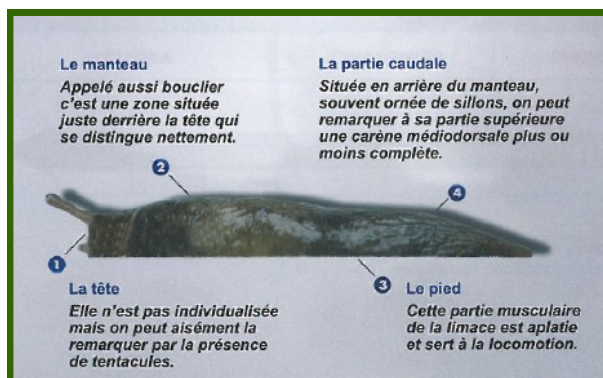 Le manteau
Appelé aussi bouclier
c'est une zone située
juste derrière la tête qui
se distingue nettement.
La partie caudale
Située en arrière du manteau,
souvent ornée de sillons, on peut
remarquer à sa partie supérieure
une carène médiodorsale plus ou
moins complète.
2
4
1
3
La tête
Elle n'est pas individualisée
mais on peut aisément la
remarquer par la présence
de tentacules.
Le pied
Cette partie musculaire
de la limace est aplatie
et sert à la locomotion.